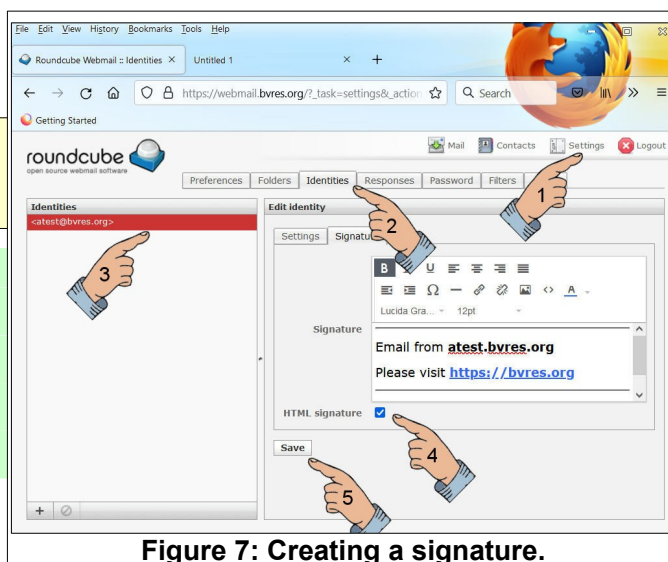 File Edit View History Bookmarks Tools Help
Roundcube Webmail :: Identities × Untitled 1 × +
https://webmail.bvres.org/?_task=settings&_action Search
Getting Started
roundcube
open source webmail software
Mail Contacts Settings Logout
Preferences Folders Identities Responses Password Filters
Identities
Edit identity
<atest@bvres.org>
Settings
1
2
3
B U
Ω A
Lucida Gra... 12pt
Signature
Email from atest.bvres.org
Please visit https://bvres.org
HTML signature
4
Save
5
Figure 7: Creating a signature.